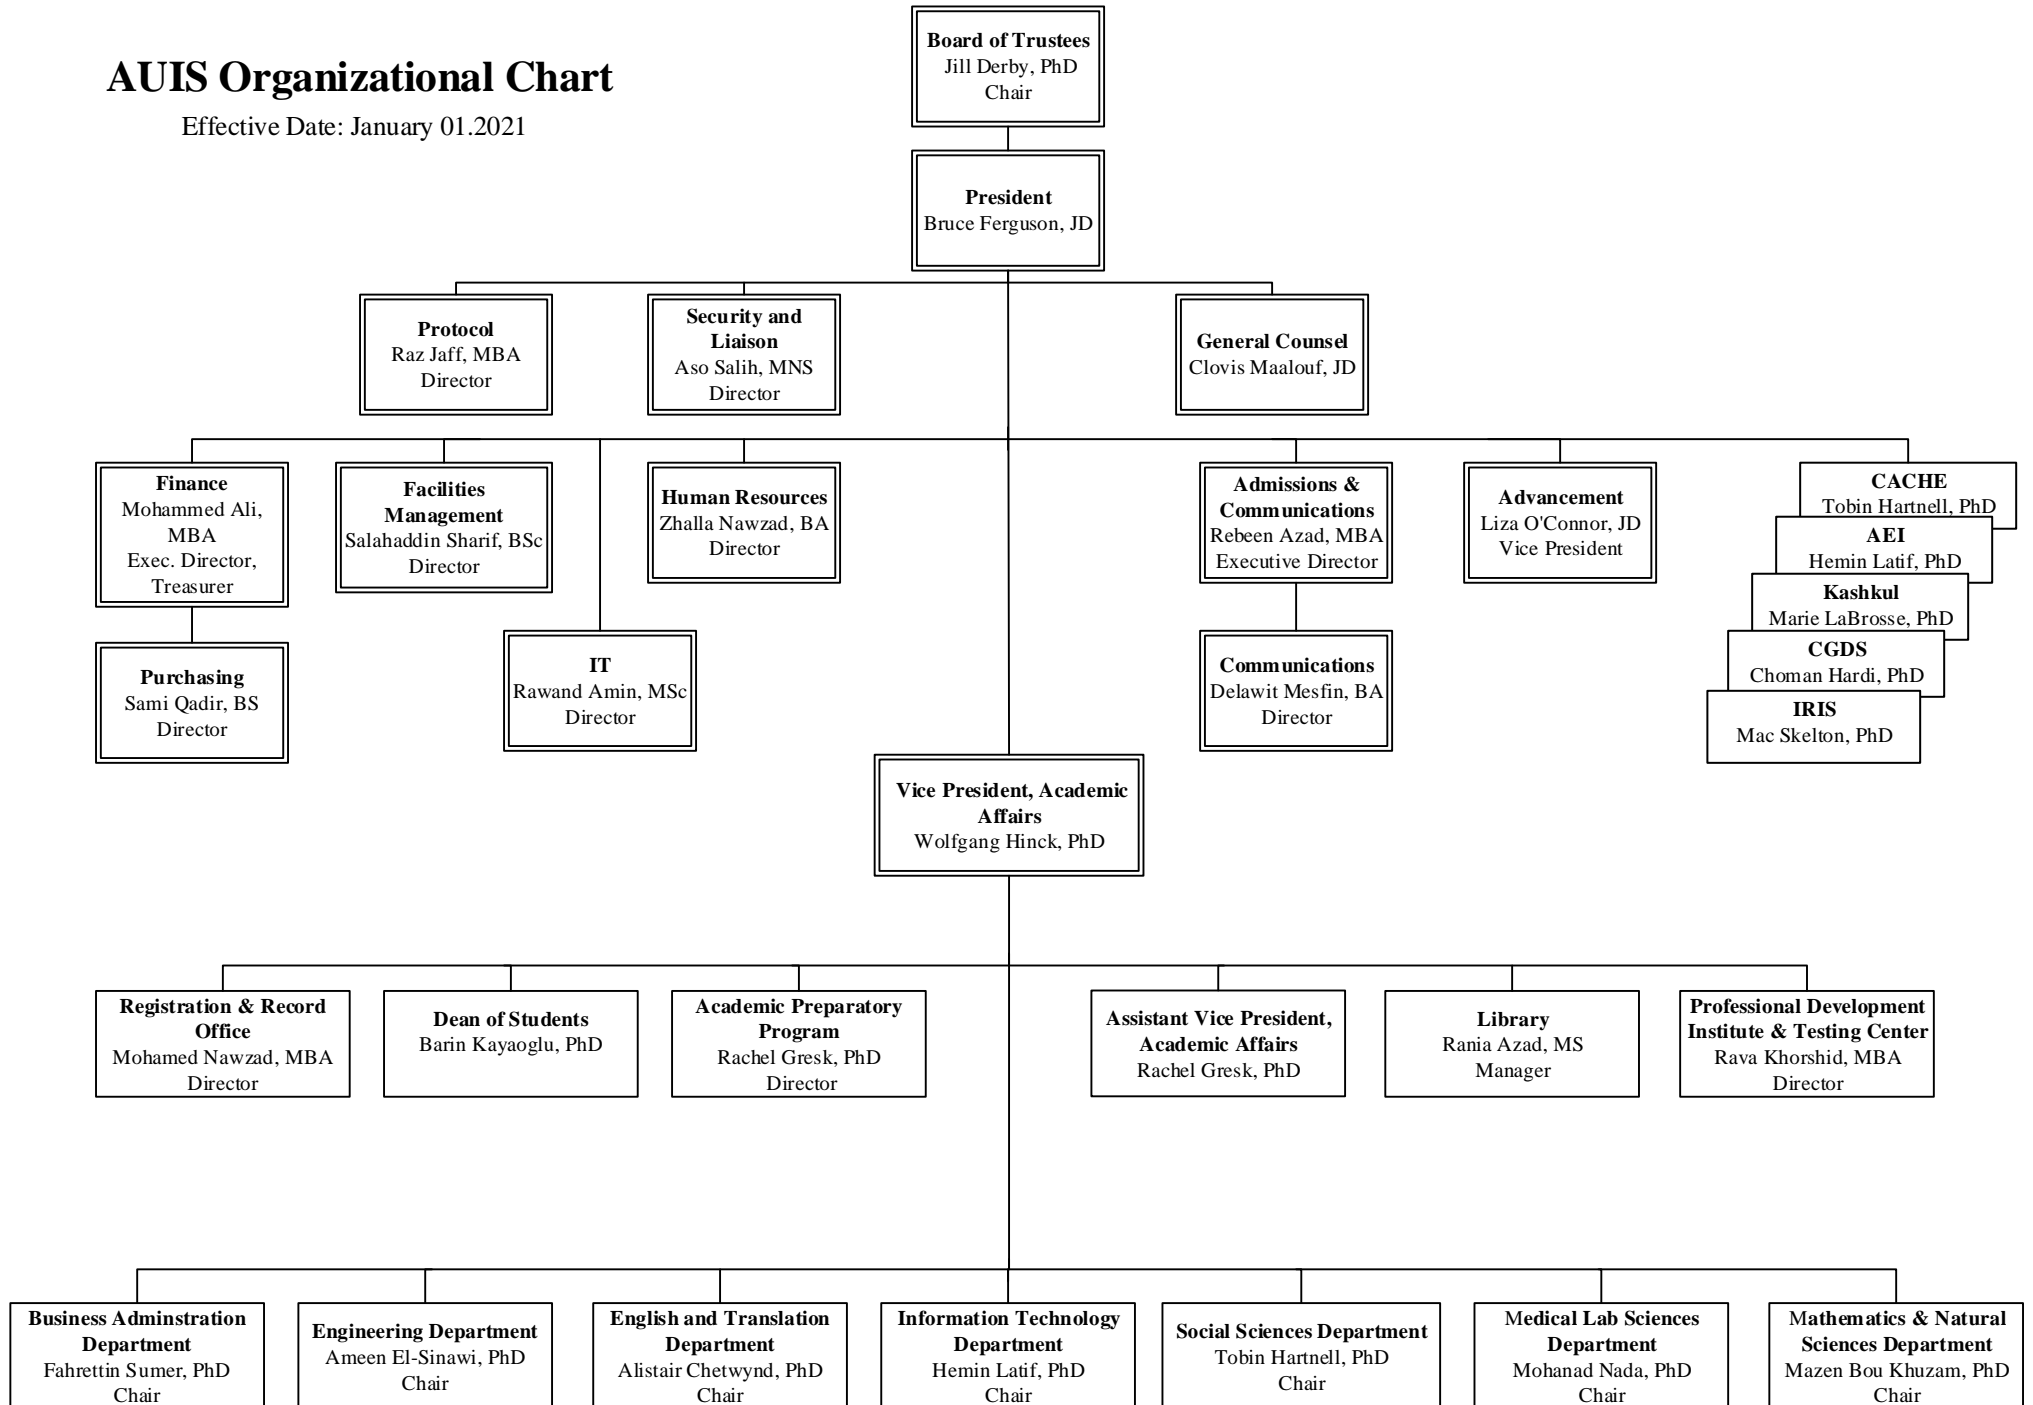 AUIS Organizational Chart
Effective Date: January 01.2021
Board of Trustees
Jill Derby, PhD
Chair
President
Bruce Ferguson, JD
Protocol
Raz Jaff, MBA
Director
Security and
Liaison
Aso Salih, MNS
Director
General Counsel
Clovis Maalouf, JD
Finance
Mohammed Ali,
MBA
Exec. Director,
Treasurer
Facilities
Management
Salahaddin Sharif, BSc
Director
Human Resources
Zhalla Nawzad, BA
Director
Admissions &
Communications
Rebeen Azad, MBA
Executive Director
Advancement
Liza O'Connor, JD
Vice President
CACHE
Tobin Hartnell, PhD
AEI
Hemin Latif, PhD
Kashkul
Marie LaBrosse, PhD
CGDS
Choman Hardi, PhD
IRIS
Mac Skelton, PhD
Purchasing
Sami Qadir, BS
Director
IT
Rawand Amin, MSc
Director
Communications
Delawit Mesfin, BA
Director
Vice President, Academic
Affairs
Wolfgang Hinck, PhD
Registration & Record
Office
Mohamed Nawzad, MBA
Director
Dean of Students
Barin Kayaoglu, PhD
Academic Preparatory
Program
Rachel Gresk, PhD
Director
Assistant Vice President,
Academic Affairs
Rachel Gresk, PhD
Library
Rania Azad, MS
Manager
Professional Development
Institute & Testing Center
Rava Khorshid, MBA
Director
Business Adminstration
Department
Fahrettin Sumer, PhD
Chair
Engineering Department
Ameen El-Sinawi, PhD
Chair
English and Translation
Department
Alistair Chetwynd, PhD
Chair
Information Technology
Department
Hemin Latif, PhD
Chair
Social Sciences Department
Tobin Hartnell, PhD
Chair
Medical Lab Sciences
Department
Mohanad Nada, PhD
Chair
Mathematics & Natural
Sciences Department
Mazen Bou Khuzam, PhD
Chair